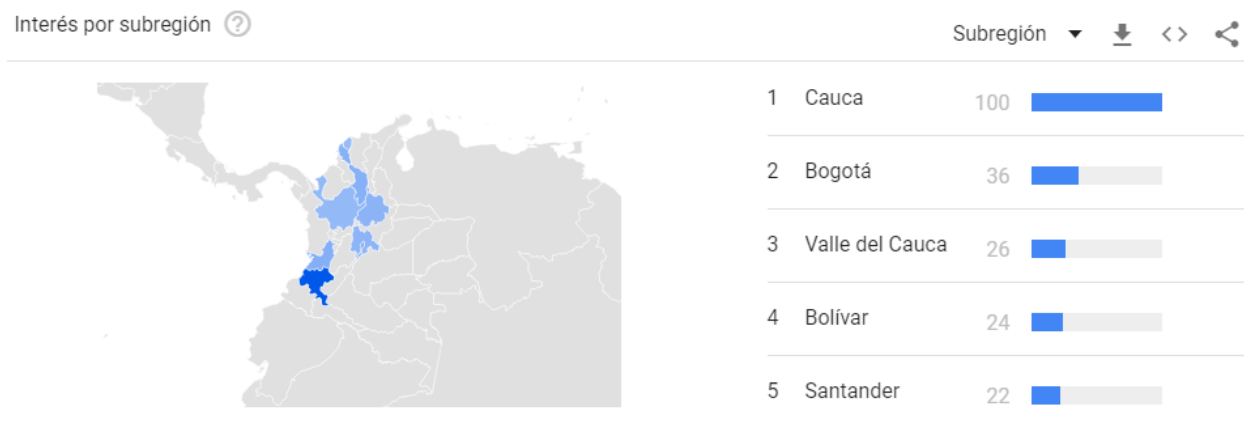 Interés por subregión ?
Subregión
1 Cauca 100
2 Bogotá 36
3 Valle del Cauca 26
4 Bolívar 24
5 Santander 22